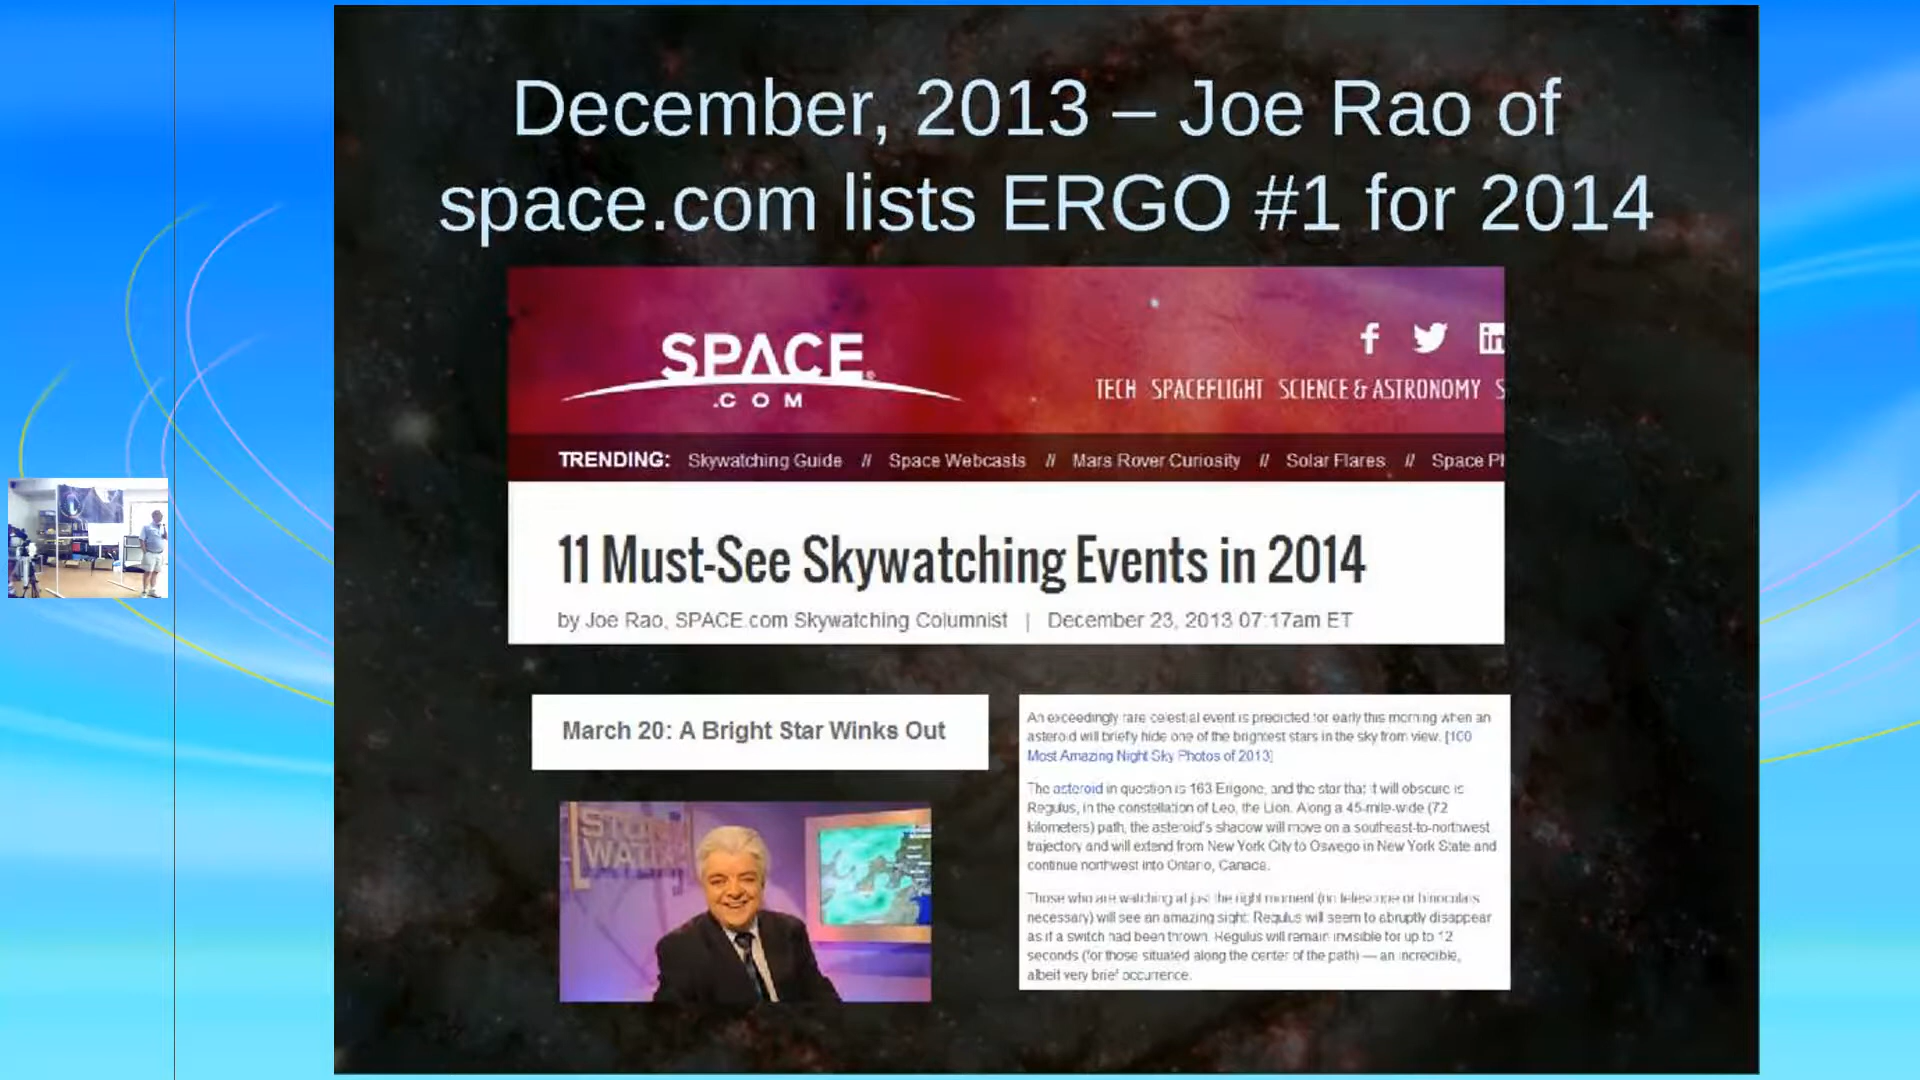 December, 2013 – Joe Rao of
space.com lists ERGO #1 for 2014
SPACE
.COM
TECH SPACEFLIGHT SCIENCE & ASTRONOMY S
TRENDING: Skywatching Guide // Space Webcasts // Mars Rover Curiosity // Solar Flares // Space Pl
11 Must-See Skywatching Events in 2014
by Joe Rao, SPACE.com Skywatching Columnist | December 23, 2013 07:17am ET
March 20: A Bright Star Winks Out
STORM
WATCH
An exceedingly rare celestial event is predicted for early this morning when an
asteroid will briefly hide one of the brightest stars in the sky from view. [100
Most Amazing Night Sky Photos of 2013]
The asteroid in question is 163 Erigone, and the star that it will obscure is
Regulus, in the constellation of Leo, the Lion. Along a 45-mile-wide (72
kilometers) path, the asteroid's shadow will move on a southeast-to-northwest
trajectory and will extend from New York City to Oswego in New York State and
continue northwest into Ontario, Canada.
Those who are watching at just the right moment (no telescope or binoculars
necessary) will see an amazing sight: Regulus will seem to abruptly disappear
as if a switch had been thrown. Regulus will remain invisible for up to 12
seconds (for those situated along the center of the path) — an incredible,
albeit very brief occurrence.